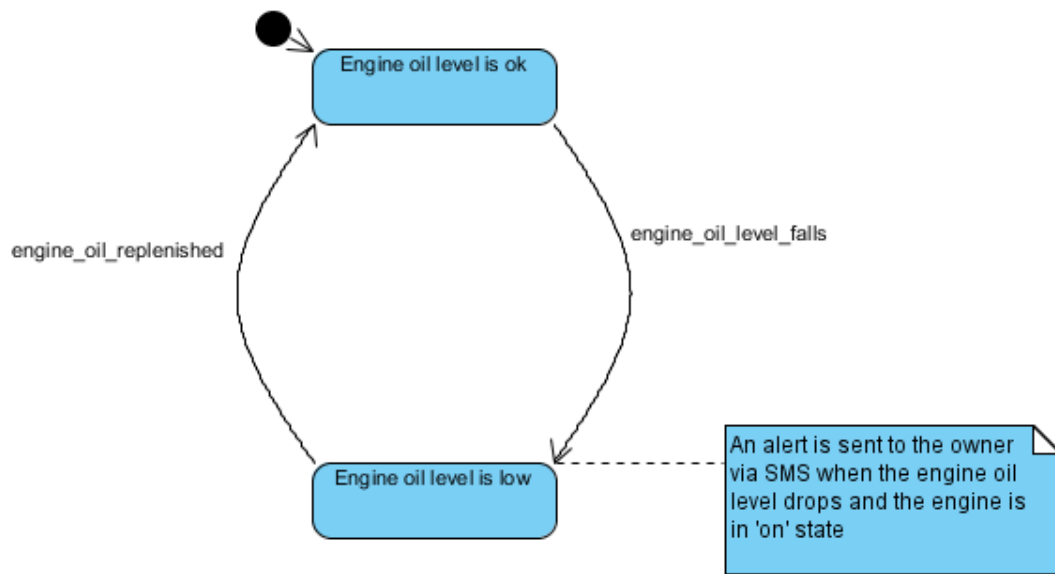 Engine oil level is ok
engine_oil_replenished
engine_oil_level_falls
Engine oil level is low
An alert is sent to the owner
via SMS when the engine oil
level drops and the engine is
in 'on' state